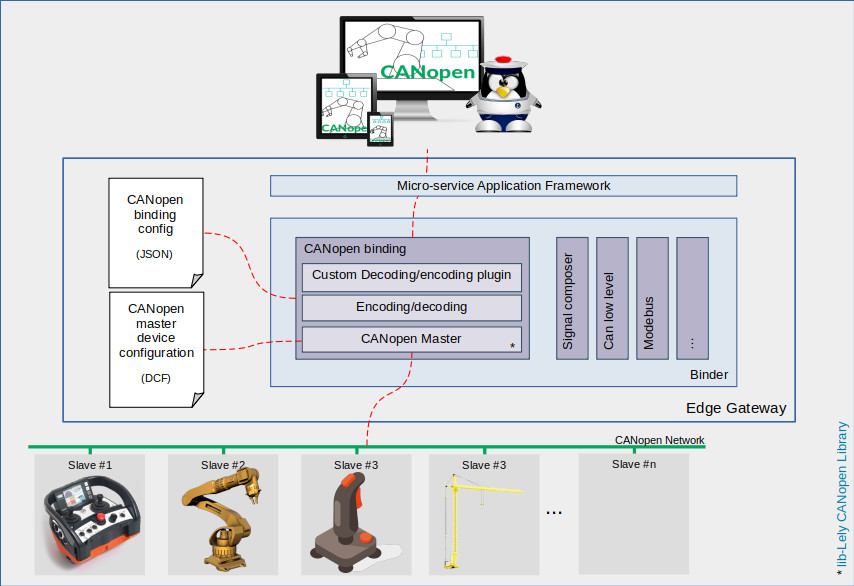 CANopen
CANope
Micro-service Application Framework
CANopen
binding
config
(JSON)
CANopen
master
device
configuration
(DCF)
CANopen binding
Custom Decoding/encoding plugin
Encoding/decoding
CANopen Master
*
Signal composer
Can low level
Modebus
...
Binder
Edge Gateway
CANopen Network
Slave #1
Slave #2
Slave #3
Slave #3
...
Slave #n
* lib-Lely CANopen Library